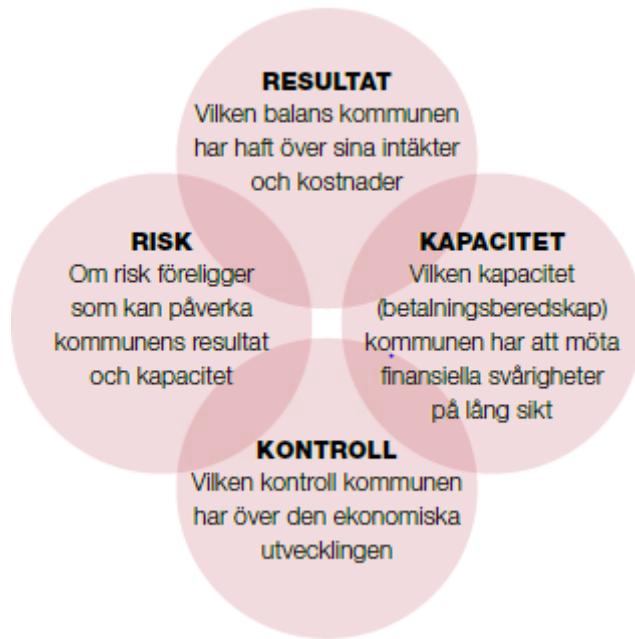 RESULTAT
Vilken balans kommunen
har haft över sina intäkter
och kostnader
RISK
Om risk föreligger
som kan påverka
kommunens resultat
och kapacitet
KAPACITET
Vilken kapacitet
(betalningsberedskap)
kommunen har att möta
finansiella svårigheter
på lång sikt
KONTROLL
Vilken kontroll kommunen
har över den ekonomiska
utvecklingen